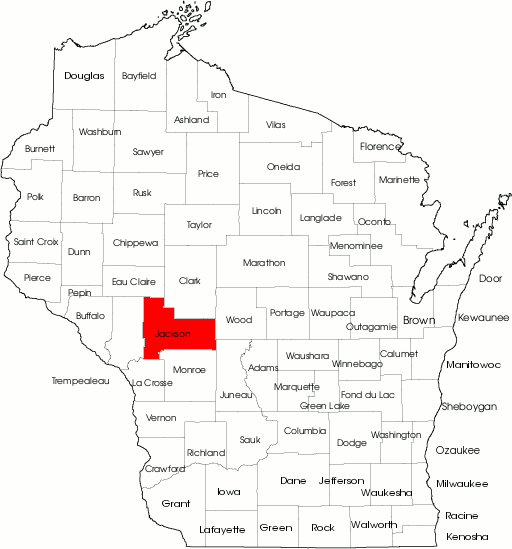 Douglas
Bayfield
Iron
Ashland
Vilas
Washburn
Burnett
Sawyer
Florence
Price
Oneida
Forest
Marinette
Polk
Barron
Rusk
Lincoln
Langlade
Oconto
Taylor
Saint Croix
Dunn
Chippewa
Menominee
Marathon
Pierce
Eau Claire
Clark
Shawano
Door
Pepin
Buffalo
Wood
Portage
Waupaca
Outagamie
Brown
Kewaunee
Jackson
Waushara
Calumet
Winnebago
Manitowoc
Trempealeau
La Crosse
Monroe
Adams
Marquette
Juneau
Green Lake
Fond du Lac
Sheboygan
Vernon
Columbia
Washington
Richland
Sauk
Dodge
Ozaukee
Crawford
Grant
Iowa
Dane
Jefferson
Waukesha
Milwaukee
Lafayette
Green
Rock
Walworth
Racine
Kenosha